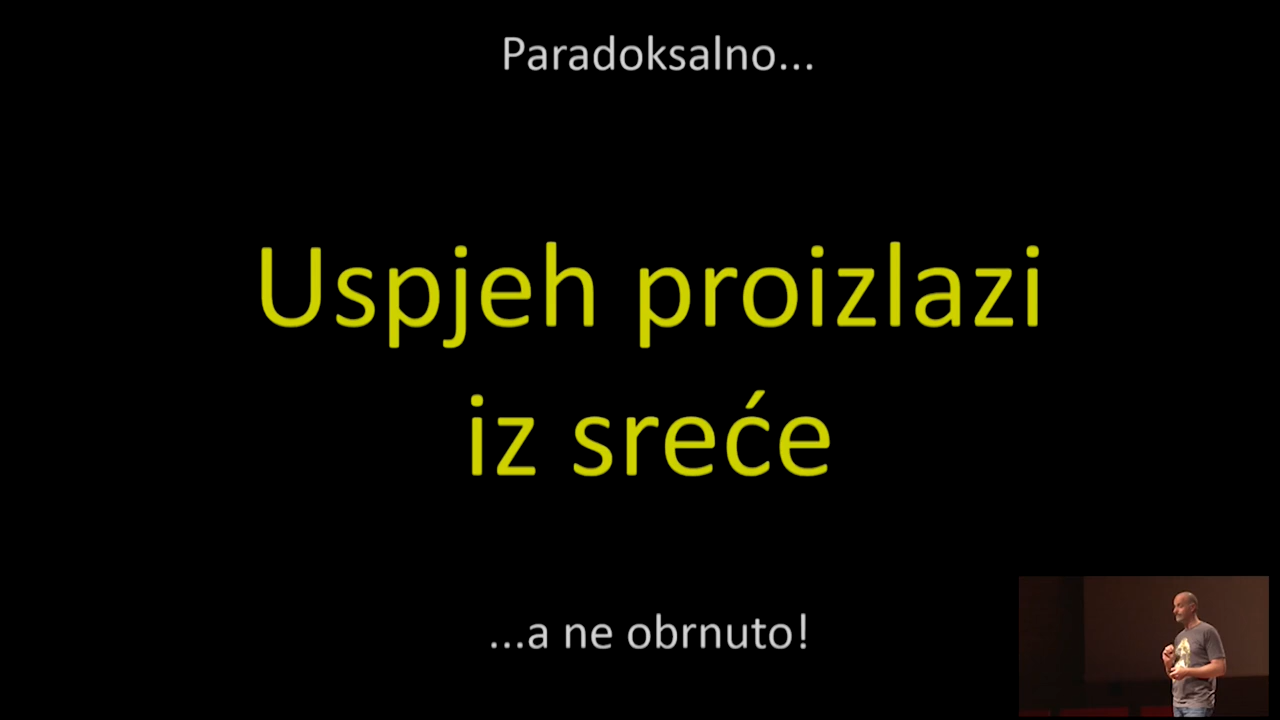 Paradoksalno...
Uspjeh proizlazi
iz sreće
...a ne obrnuto!